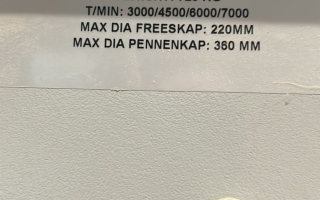 T/MIN: 3000/4500/6000/7000
MAX DIA FREESKAP: 220MM
MAX DIA PENNENKAP: 360 MM